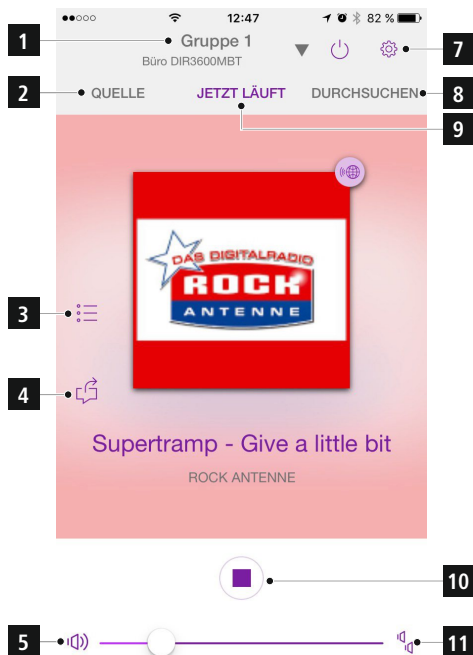 12:47
82 %
1
Gruppe 1
7
Büro DIR3600MBT
2
QUELLE
JETZT LÄUFT
DURCHSUCHEN
8
9
DAS DIGITALRADIO
ROCK
ANTENNE
3
4
Supertramp - Give a little bit
ROCK ANTENNE
10
5
11